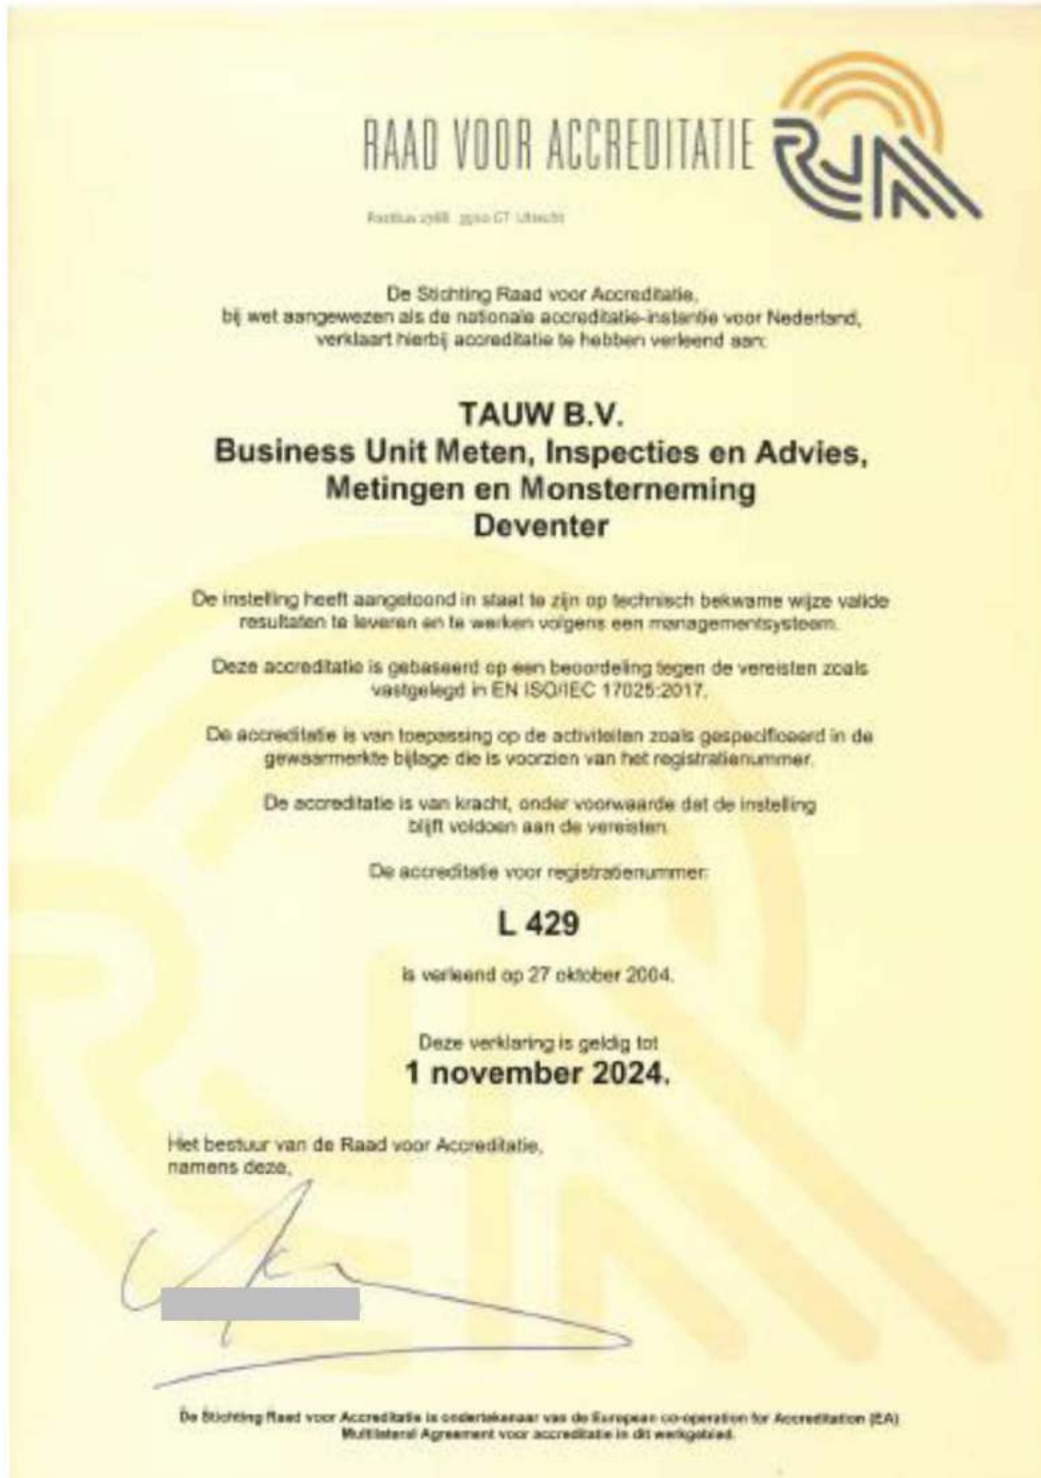 RAAD VOOR ACCREDITATIE
RvA
Postbus 2768 3500 GT Utrecht
De Stichting Raad voor Accreditatie,
bij wet aangewezen als de nationale accreditatie-instantie voor Nederland,
verklaart hierbij accreditatie te hebben verleend aan:
TAUW B.V.
Business Unit Meten, Inspecties en Advies,
Metingen en Monsterneming
Deventer
De instelling heeft aangetoond in staat te zijn op technisch bekwame wijze valide
resultaten te leveren en te werken volgens een managementsysteem.
Deze accreditatie is gebaseerd op een beoordeling tegen de vereisten zoals
vastgelegd in EN ISO/IEC 17025:2017.
De accreditatie is van toepassing op de activiteiten zoals gespecificeerd in de
gewaarmerkte bijlage die is voorzien van het registratienummer.
De accreditatie is van kracht, onder voorwaarde dat de instelling
blijft voldoen aan de vereisten.
De accreditatie voor registratienummer:
L 429
is verleend op 27 oktober 2004.
Deze verklaring is geldig tot
1 november 2024.
Het bestuur van de Raad voor Accreditatie,
namens deze,
De Stichting Raad voor Accreditatie is ondertekenaar van de European co-operation for Accreditation (EA)
Multilateral Agreement voor accreditatie in dit werkgebied.